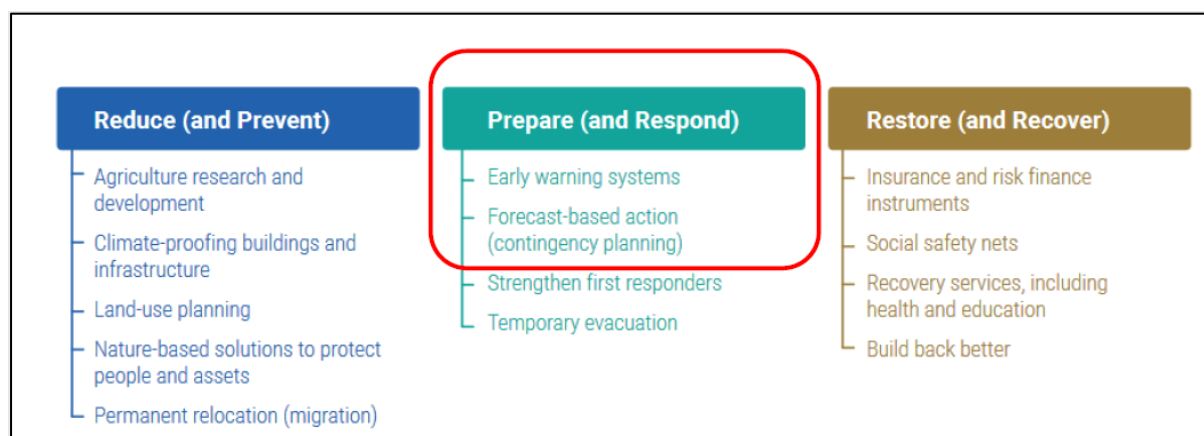 Reduce (and Prevent)
Agriculture research and
development
Climate-proofing buildings and
infrastructure
Land-use planning
Nature-based solutions to protect
people and assets
Permanent relocation (migration)
Prepare (and Respond)
Early warning systems
Forecast-based action
(contingency planning)
Strengthen first responders
Temporary evacuation
Restore (and Recover)
Insurance and risk finance
instruments
Social safety nets
Recovery services, including
health and education
Build back better